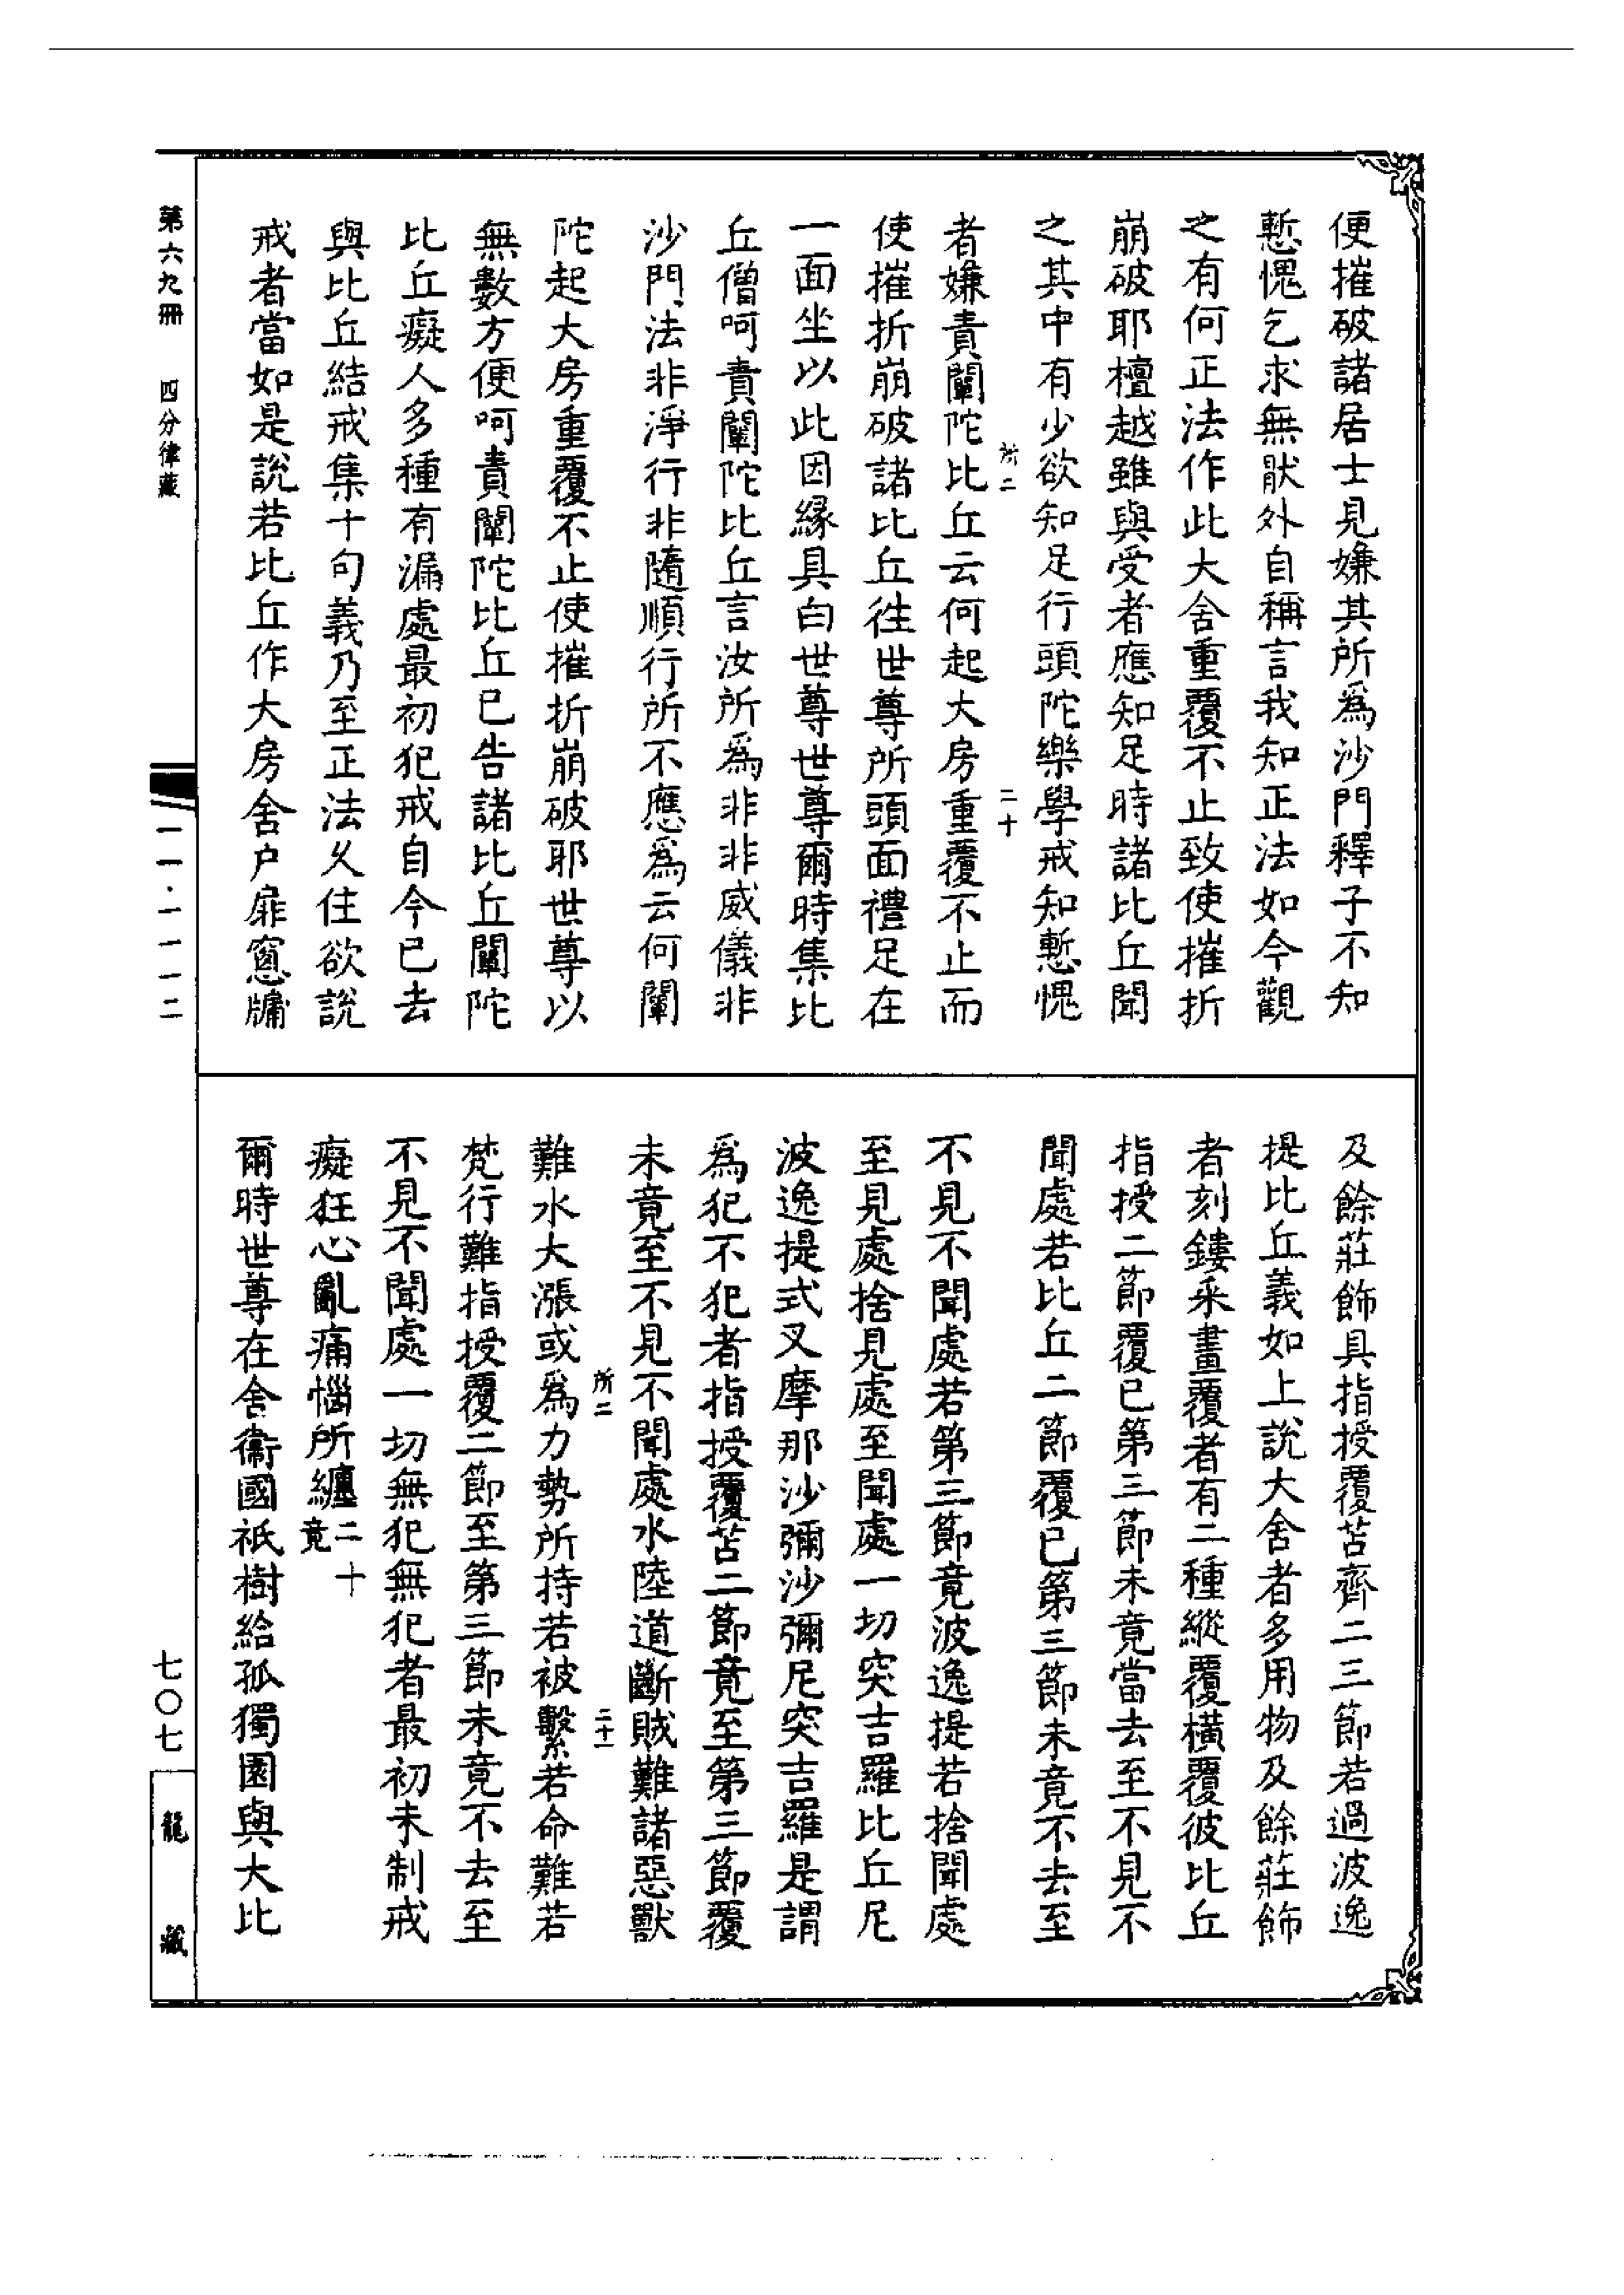 便摧破諸居士見嫌其所爲沙門釋子不知
慙愧乞求無猒外自稱言我知正法如今觀
之有何正法作此大舍重覆不止致使摧折
崩破耶檀越雖與受者應知足時諸比丘聞
之其中有少欲知足行頭陀樂學戒知慙愧
所二 二十
者嫌責闡陀比丘云何起大房重覆不止而
使摧折崩破諸比丘往世尊所頭面禮足在
一面坐以此因緣具白世尊世尊爾時集比
丘僧呵責闡陀比丘言汝所爲非非威儀非
沙門法非淨行非隨順行所不應爲云何闡
陀起大房重覆不止使摧折崩破耶世尊以
無數方便呵責闡陀比丘已告諸比丘闡陀
比丘癡人多種有漏處最初犯戒自今已去
與比丘結戒集十句義乃至正法久住欲說
戒者當如是說若比丘作大房舍户扉窻牖
及餘莊飾具指授覆苫齊二三節若過波逸
提比丘義如上說大舍者多用物及餘莊飾
者刻鏤釆畫覆者有二種縱覆橫覆彼比丘
指授二節覆已第三節未竟當去至不見不
聞處若比丘二節覆已第三節未竟不去至
不見不聞處若第三節竟波逸提若捨聞處
至見處捨見處至聞處一切突吉羅比丘尼
波逸提式叉摩那沙彌沙彌尼突吉羅是謂
爲犯不犯者指授覆苫二節竟至第三節覆
未竟至不見不聞處水陸道斷賊難諸惡獸
所二 二十一
難水大漲或爲力勢所持若被繫若命難若
梵行難指授覆二節至第三節未竟不去至
不見不聞處一切無犯無犯者最初未制戒
癡狂心亂痛惱所纏二十竟
爾時世尊在舍衞國祇樹給孤獨園與大比
第六九冊 四分律藏
一一·一一一二
七〇七
龍藏